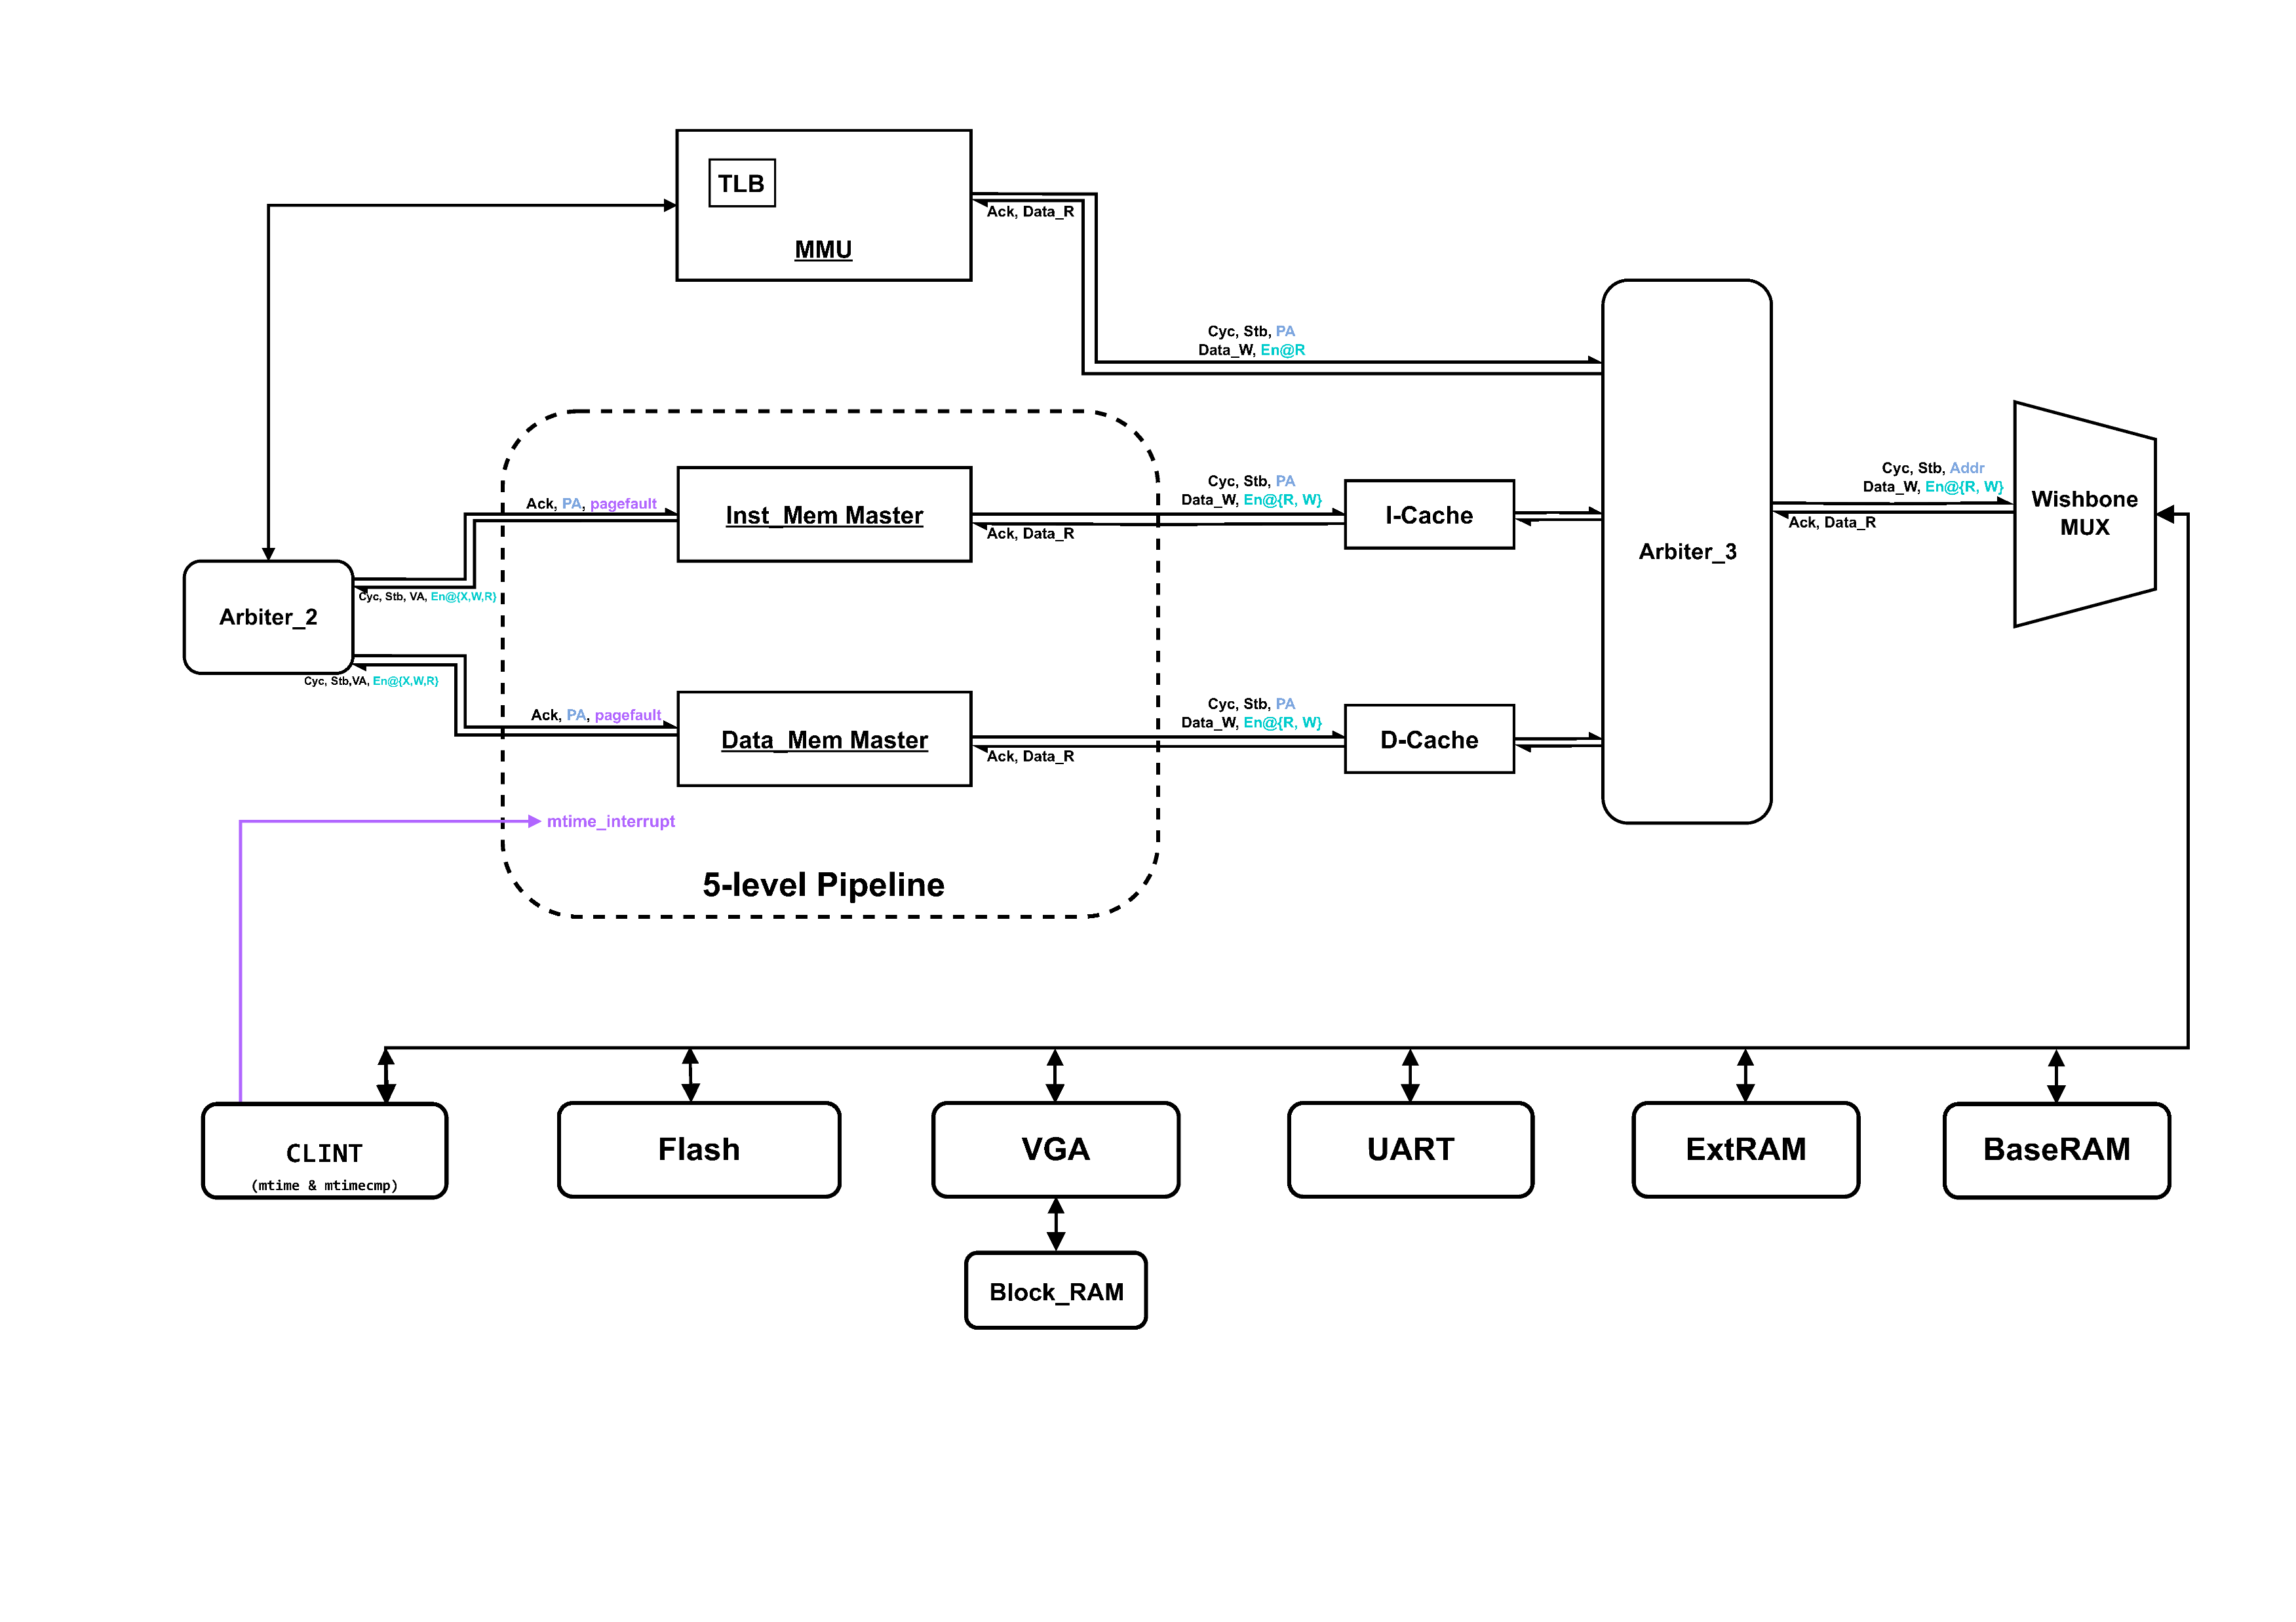 TLB
MMU
Ack, Data_R
Cyc, Stb, PA
Data_W, En@R
Ack, PA, pagefault
Inst_Mem Master
Cyc, Stb, PA
Data_W, En@{R, W}
Ack, Data_R
I-Cache
Arbiter_3
Cyc, Stb, Addr
Data_W, En@{R, W}
Ack, Data_R
Wishbone
MUX
Arbiter_2
Cyc, Stb, VA, En@{X,W,R}
Cyc, Stb,VA, En@{X,W,R}
Ack, PA, pagefault
Data_Mem Master
Cyc, Stb, PA
Data_W, En@{R, W}
Ack, Data_R
D-Cache
mtime_interrupt
5-level Pipeline
CLINT
(mtime & mtimecmp)
Flash
VGA
UART
ExtRAM
BaseRAM
Block_RAM